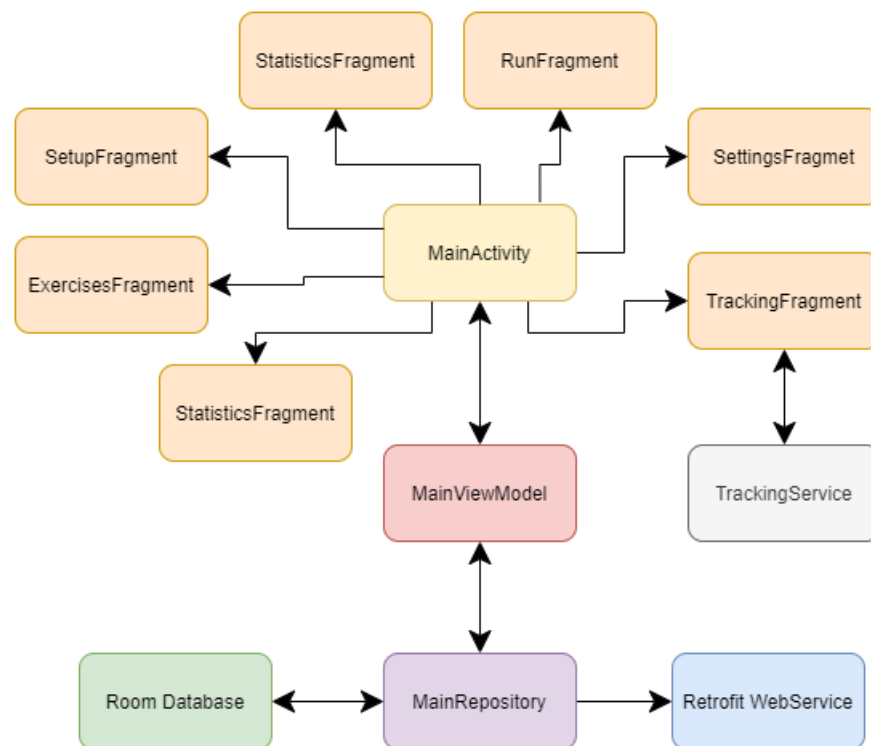 StatisticsFragment
RunFragment
SetupFragment
SettingsFragmet
MainActivity
ExercisesFragment
TrackingFragment
StatisticsFragment
MainViewModel
TrackingService
Room Database
MainRepository
Retrofit WebService